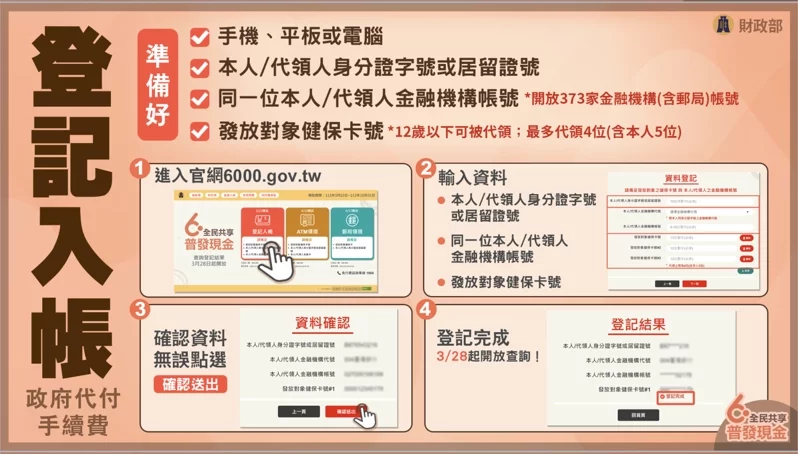 財政部
登記入帳
政府代付
手續費
準備好
手機、平板或電腦
本人/代領人身分證字號或居留證號
同一位本人/代領人金融機構帳號 *開放373家金融機構(含郵局)帳號
發放對象健保卡號 *12歲以下可被代領；最多代領4位(含本人5位)
1 進入官網6000.gov.tw
全民共享
普發現金
查詢登記結果
3月28日起開放
登記入帳
ATM領現
郵局領現
2 輸入資料
本人/代領人身分證字號
或居留證號
同一位本人/代領人
金融機構帳號
發放對象健保卡號
資料登記
3 確認資料
無誤點選
確認送出
資料確認
本人/代領人身分證字號或居留證號
本人/代領人金融機構代號
本人/代領人金融機構帳號
發放對象健保卡號#1
上一頁
確認送出
4 登記完成
3/28起開放查詢！
登記結果
本人/代領人身分證字號或居留證號
本人/代領人金融機構代號
本人/代領人金融機構帳號
發放對象健保卡號#1
登記完成
回首頁
全民共享
普發現金